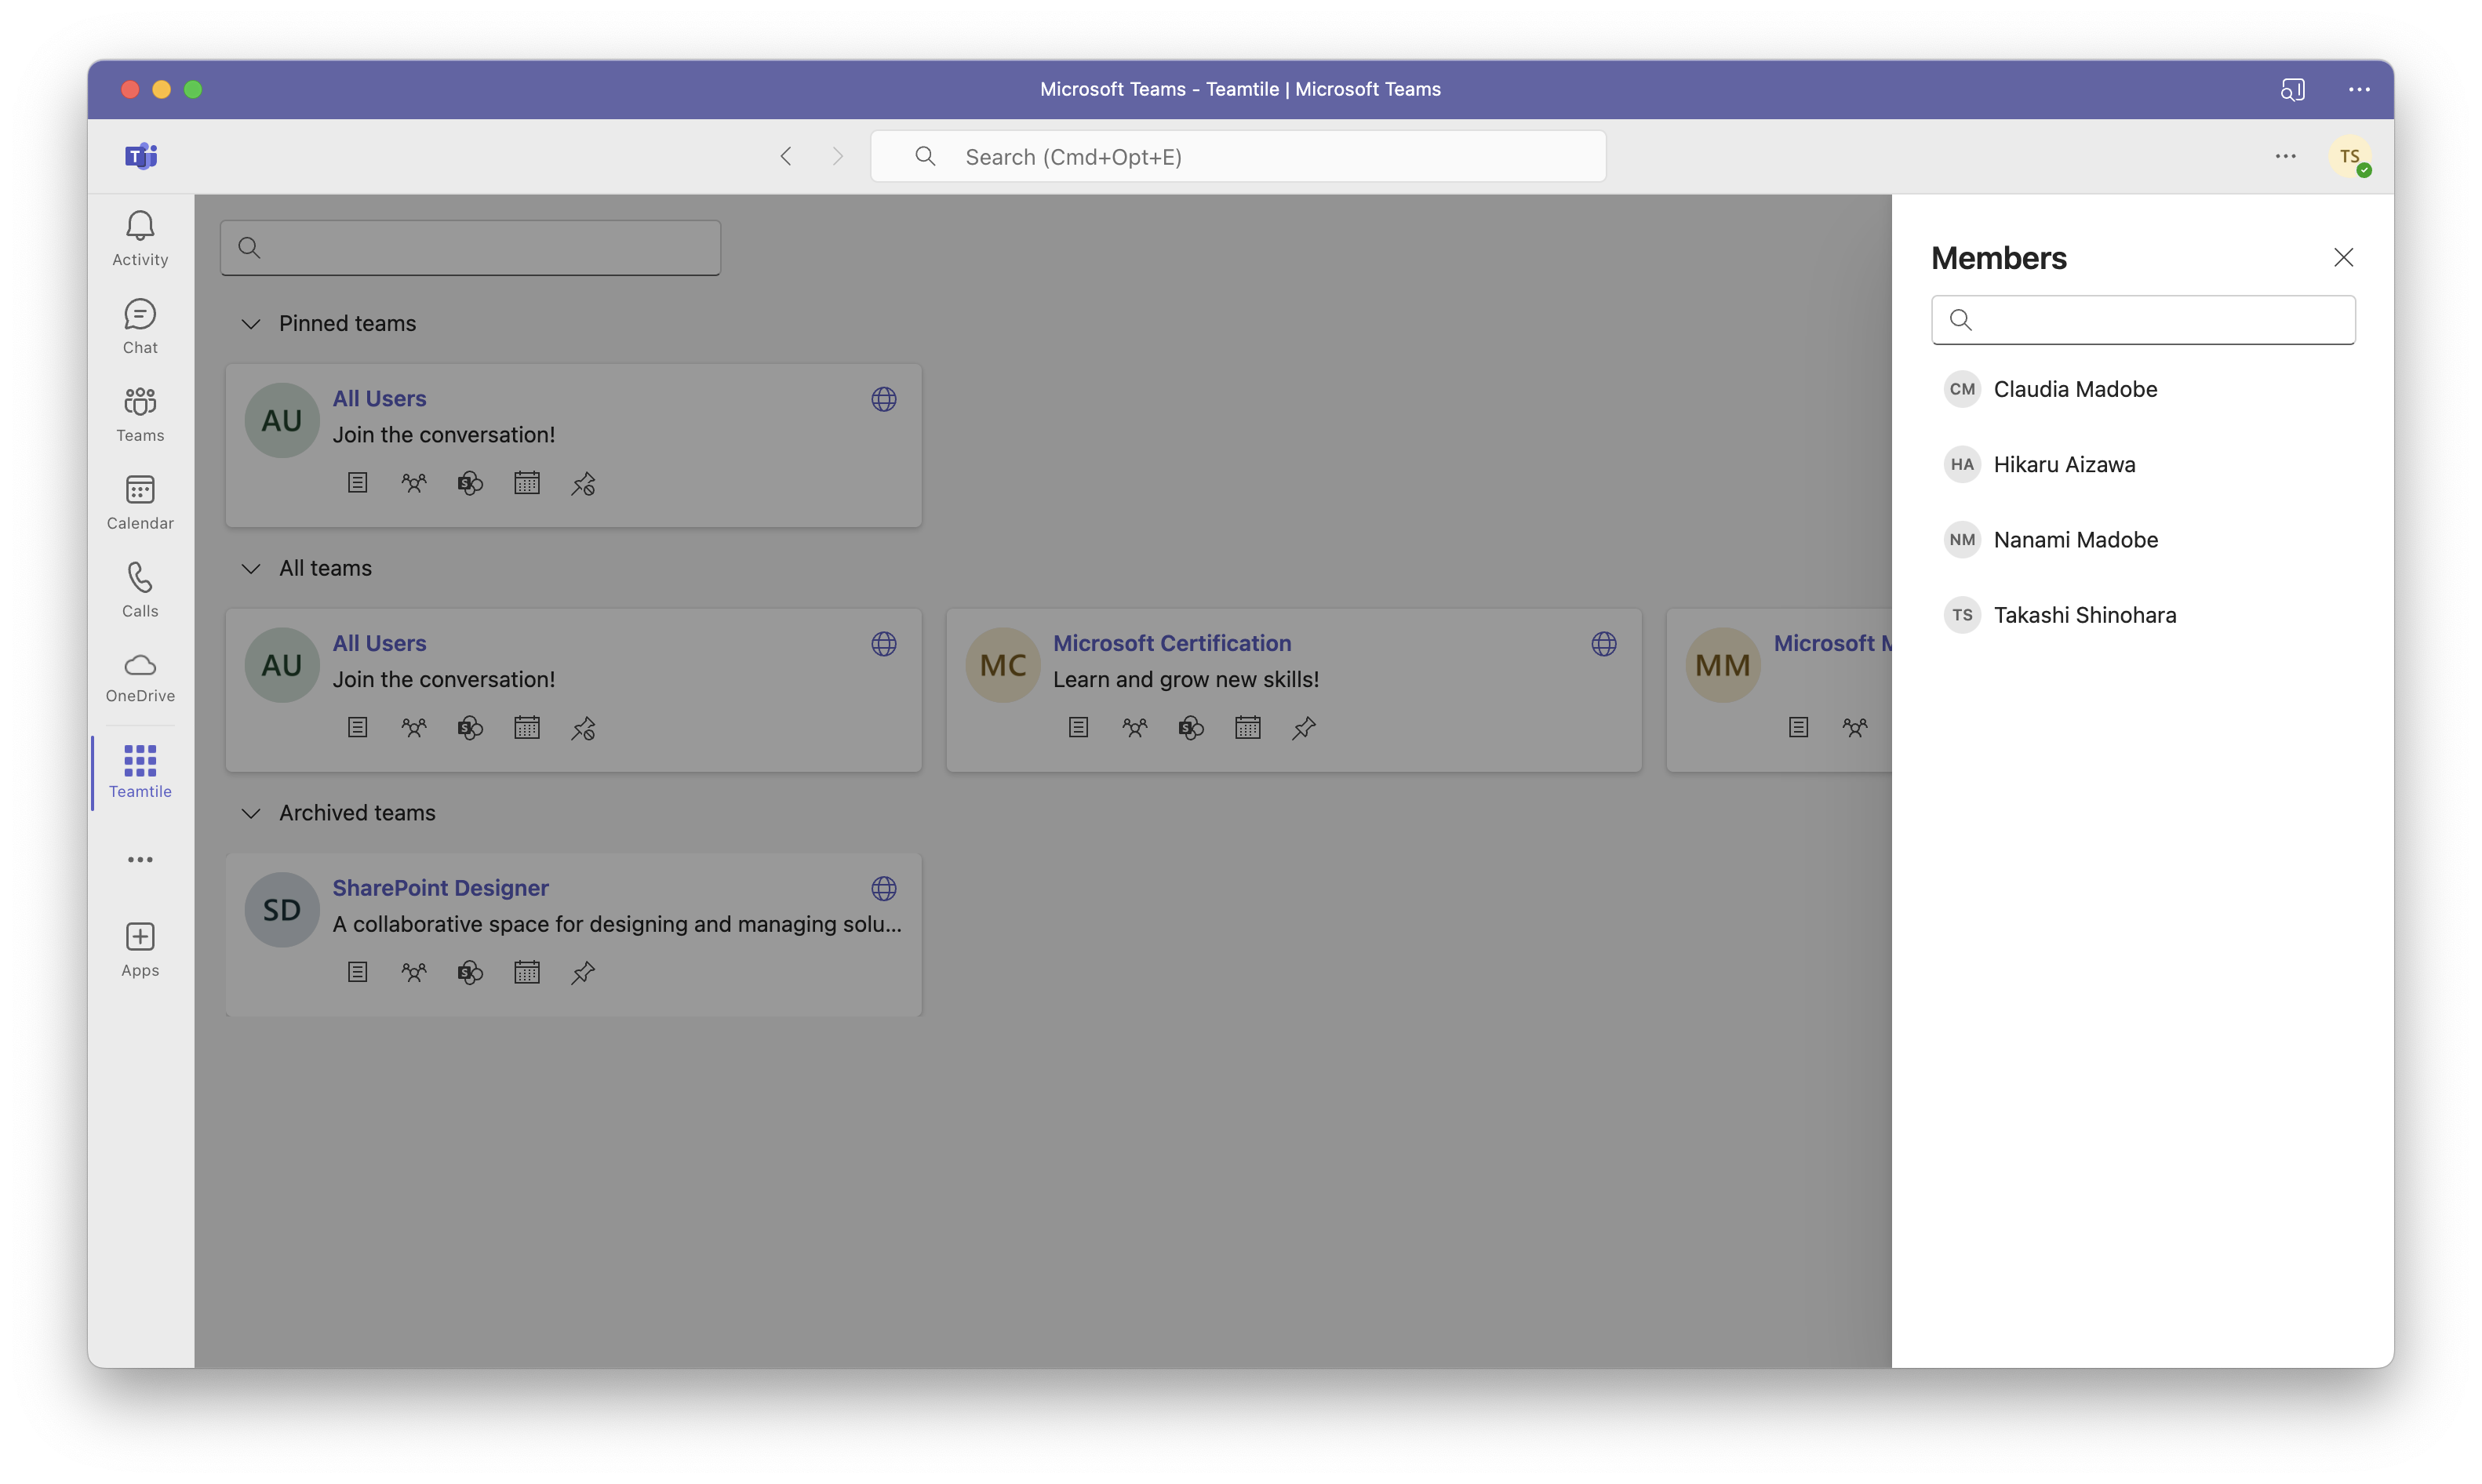 Microsoft Teams - Teamtile | Microsoft Teams
Search (Cmd+Opt+E)
TS
Activity
Chat
Teams
Calendar
Calls
OneDrive
Teamtile
Apps
Pinned teams
AU
All Users
Join the conversation!
All teams
AU
All Users
Join the conversation!
MC
Microsoft Certification
Learn and grow new skills!
MM
Microsoft
Archived teams
SD
SharePoint Designer
A collaborative space for designing and managing solu...
Members
CM Claudia Madobe
HA Hikaru Aizawa
NM Nanami Madobe
TS Takashi Shinohara